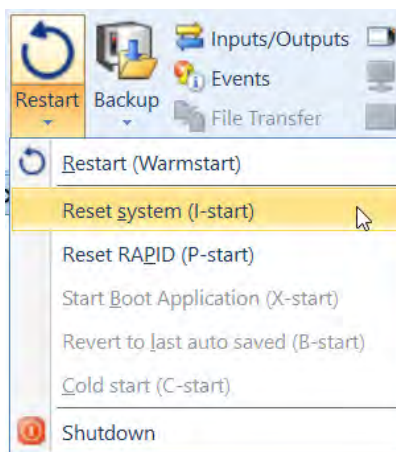 Restart
Backup
Inputs/Outputs
Events
File Transfer
Restart (Warmstart)
Reset system (I-start)
Reset RAPID (P-start)
Start Boot Application (X-start)
Revert to last auto saved (B-start)
Cold start (C-start)
Shutdown